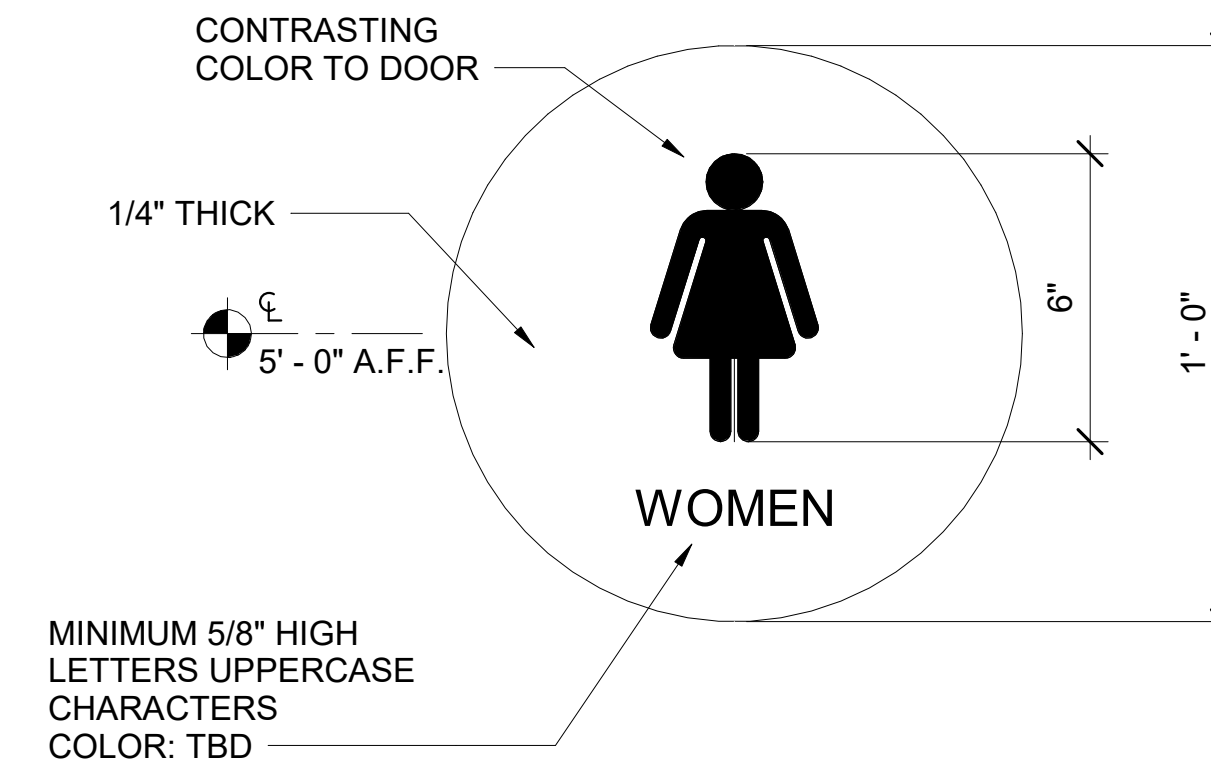 CONTRASTING
COLOR TO DOOR
1/4" THICK
℄
5' - 0" A.F.F.
6"
1' - 0"
WOMEN
MINIMUM 5/8" HIGH
LETTERS UPPERCASE
CHARACTERS
COLOR: TBD